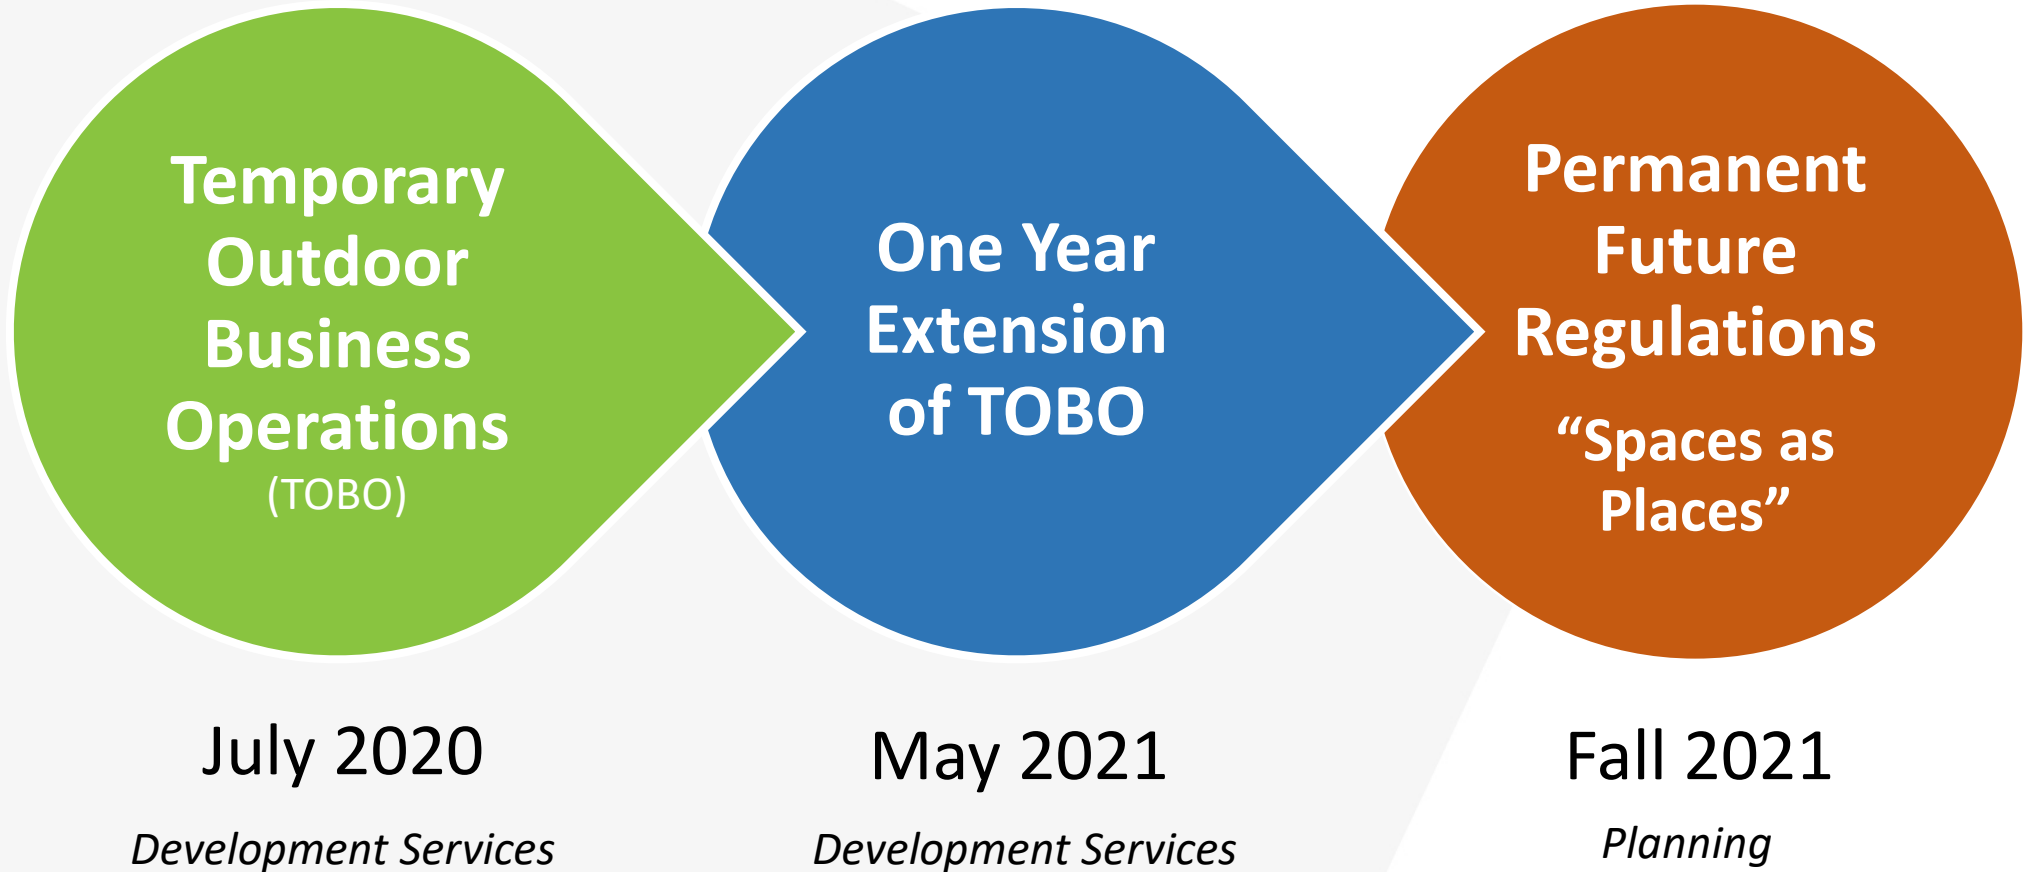 Temporary
Outdoor
Business
Operations
(TOBO)
July 2020
Development Services
One Year
Extension
of TOBO
May 2021
Development Services
Permanent
Future
Regulations
“Spaces as
Places”
Fall 2021
Planning